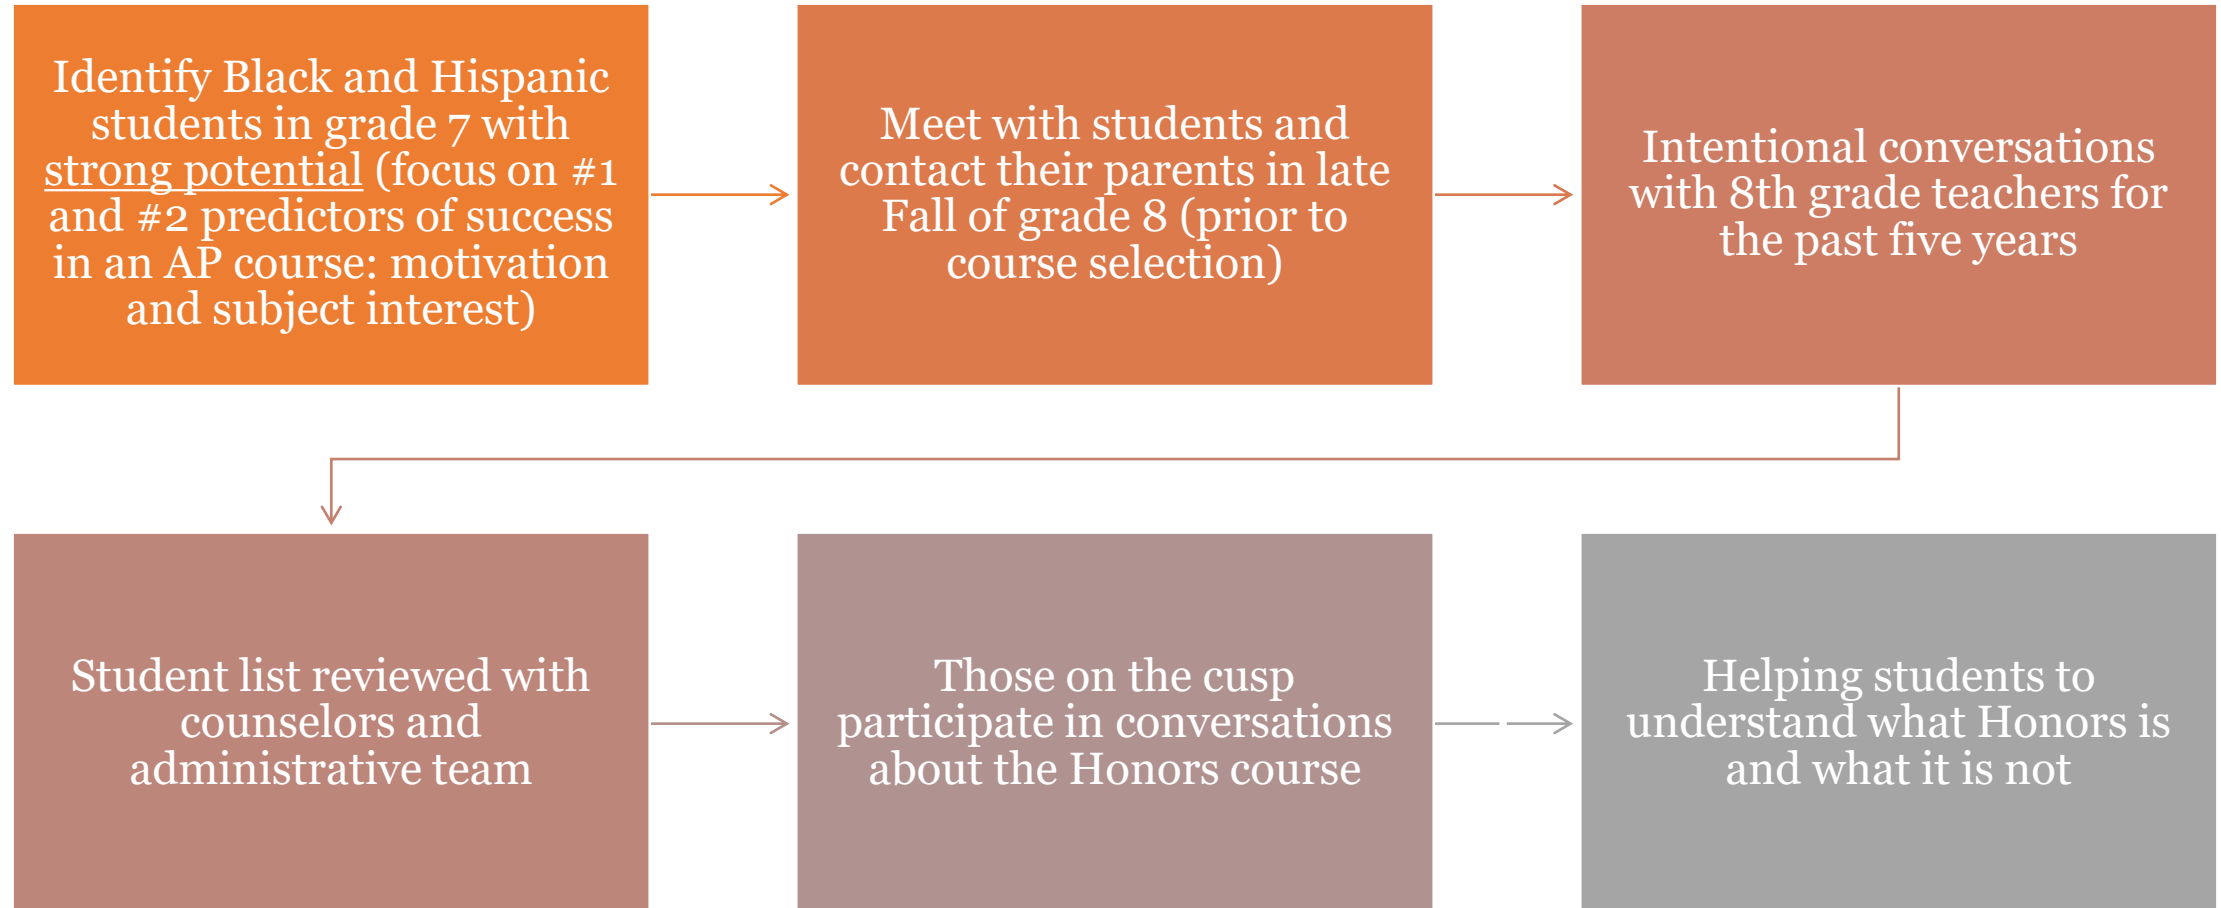 Identify Black and Hispanic
students in grade 7 with
strong potential (focus on #1
and #2 predictors of success
in an AP course: motivation
and subject interest)
Meet with students and
contact their parents in late
Fall of grade 8 (prior to
course selection)
Intentional conversations
with 8th grade teachers for
the past five years
Student list reviewed with
counselors and
administrative team
Those on the cusp
participate in conversations
about the Honors course
Helping students to
understand what Honors is
and what it is not